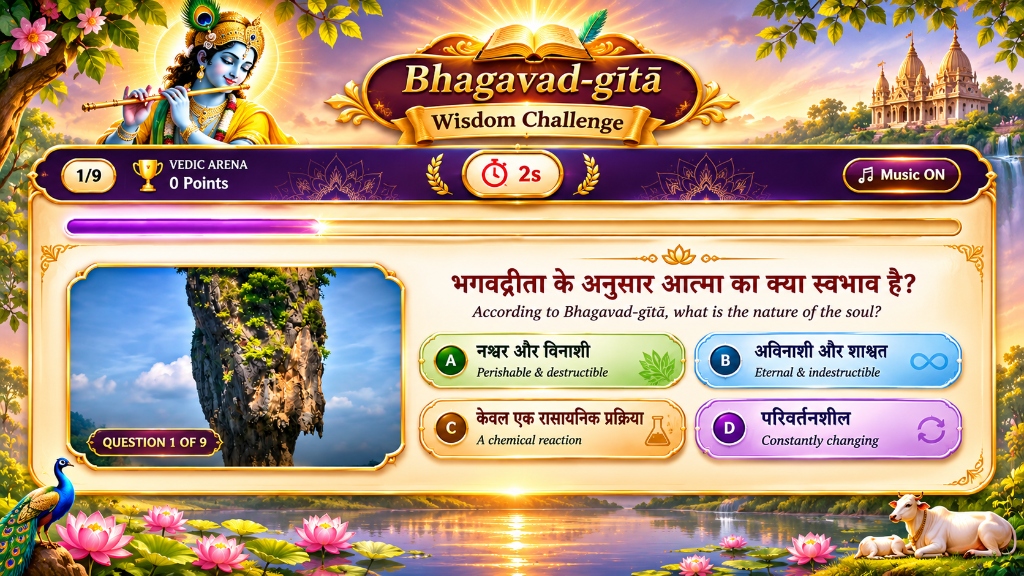 Bhagavad-gītā
Wisdom Challenge
1/9
VEDIC ARENA
0 Points
2s
Music ON
QUESTION 1 OF 9
भगवद्गीता के अनुसार आत्मा का क्या स्वभाव है?
According to Bhagavad-gītā, what is the nature of the soul?
A नश्वर और विनाशी
Perishable & destructible
B अविनाशी और शाश्वत
Eternal & indestructible
C केवल एक रासायनिक प्रक्रिया
A chemical reaction
D परिवर्तनशील
Constantly changing